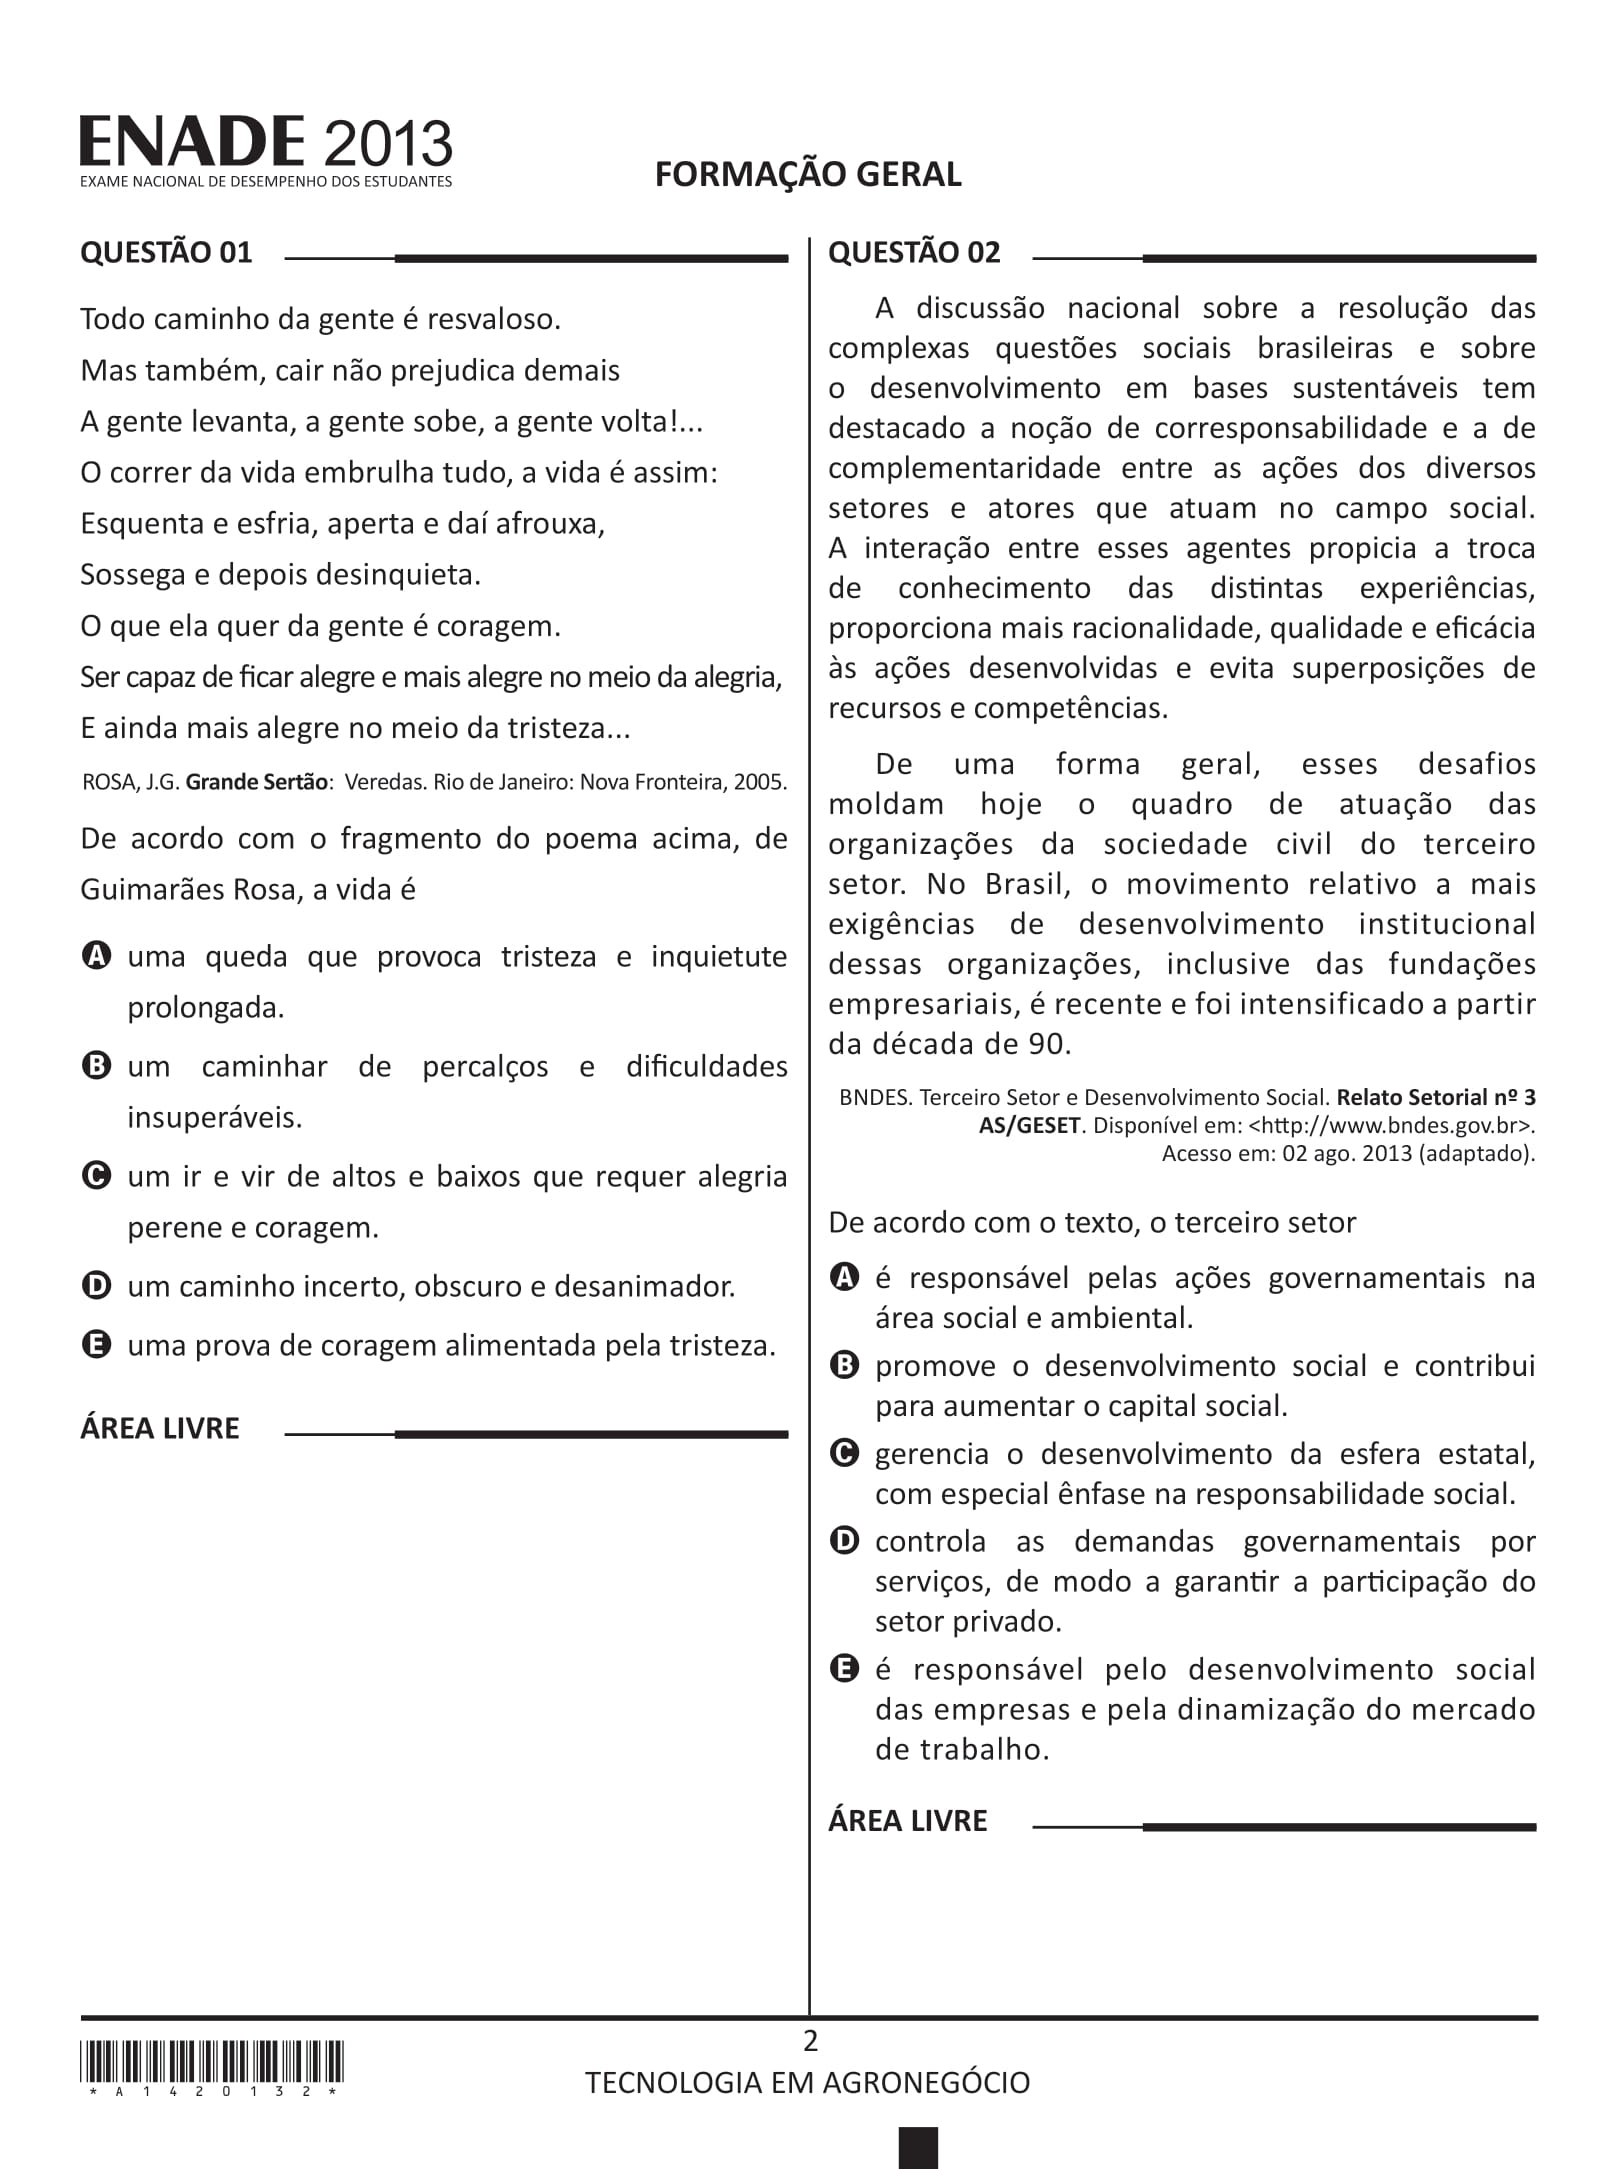 ENADE 2013
EXAME NACIONAL DE DESEMPENHO DOS ESTUDANTES
FORMAÇÃO GERAL
QUESTÃO 01
Todo caminho da gente é resvaloso.
Mas também, cair não prejudica demais
A gente levanta, a gente sobe, a gente volta!...
O correr da vida embrulha tudo, a vida é assim:
Esquenta e esfria, aperta e daí afrouxa,
Sossega e depois desinquieta.
O que ela quer da gente é coragem.
Ser capaz de ficar alegre e mais alegre no meio da alegria,
E ainda mais alegre no meio da tristeza...
ROSA, J.G. Grande Sertão: Veredas. Rio de Janeiro: Nova Fronteira, 2005.
De acordo com o fragmento do poema acima, de
Guimarães Rosa, a vida é
A uma queda que provoca tristeza e inquietute
prolongada.
B um caminhar de percalços e dificuldades
insuperáveis.
C um ir e vir de altos e baixos que requer alegria
perene e coragem.
D um caminho incerto, obscuro e desanimador.
E uma prova de coragem alimentada pela tristeza.
ÁREA LIVRE
QUESTÃO 02
A discussão nacional sobre a resolução das
complexas questões sociais brasileiras e sobre
o desenvolvimento em bases sustentáveis tem
destacado a noção de corresponsabilidade e a de
complementaridade entre as ações dos diversos
setores e atores que atuam no campo social.
A interação entre esses agentes propicia a troca
de conhecimento das distintas experiências,
proporciona mais racionalidade, qualidade e eficácia
às ações desenvolvidas e evita superposições de
recursos e competências.
De uma forma geral, esses desafios
moldam hoje o quadro de atuação das
organizações da sociedade civil do terceiro
setor. No Brasil, o movimento relativo a mais
exigências de desenvolvimento institucional
dessas organizações, inclusive das fundações
empresariais, é recente e foi intensificado a partir
da década de 90.
BNDES. Terceiro Setor e Desenvolvimento Social. Relato Setorial nº 3
AS/GESET. Disponível em: <http://www.bndes.gov.br>.
Acesso em: 02 ago. 2013 (adaptado).
De acordo com o texto, o terceiro setor
A é responsável pelas ações governamentais na
área social e ambiental.
B promove o desenvolvimento social e contribui
para aumentar o capital social.
C gerencia o desenvolvimento da esfera estatal,
com especial ênfase na responsabilidade social.
D controla as demandas governamentais por
serviços, de modo a garantir a participação do
setor privado.
E é responsável pelo desenvolvimento social
das empresas e pela dinamização do mercado
de trabalho.
ÁREA LIVRE
2
TECNOLOGIA EM AGRONEGÓCIO
* A 1 4 2 0 1 3 2 *